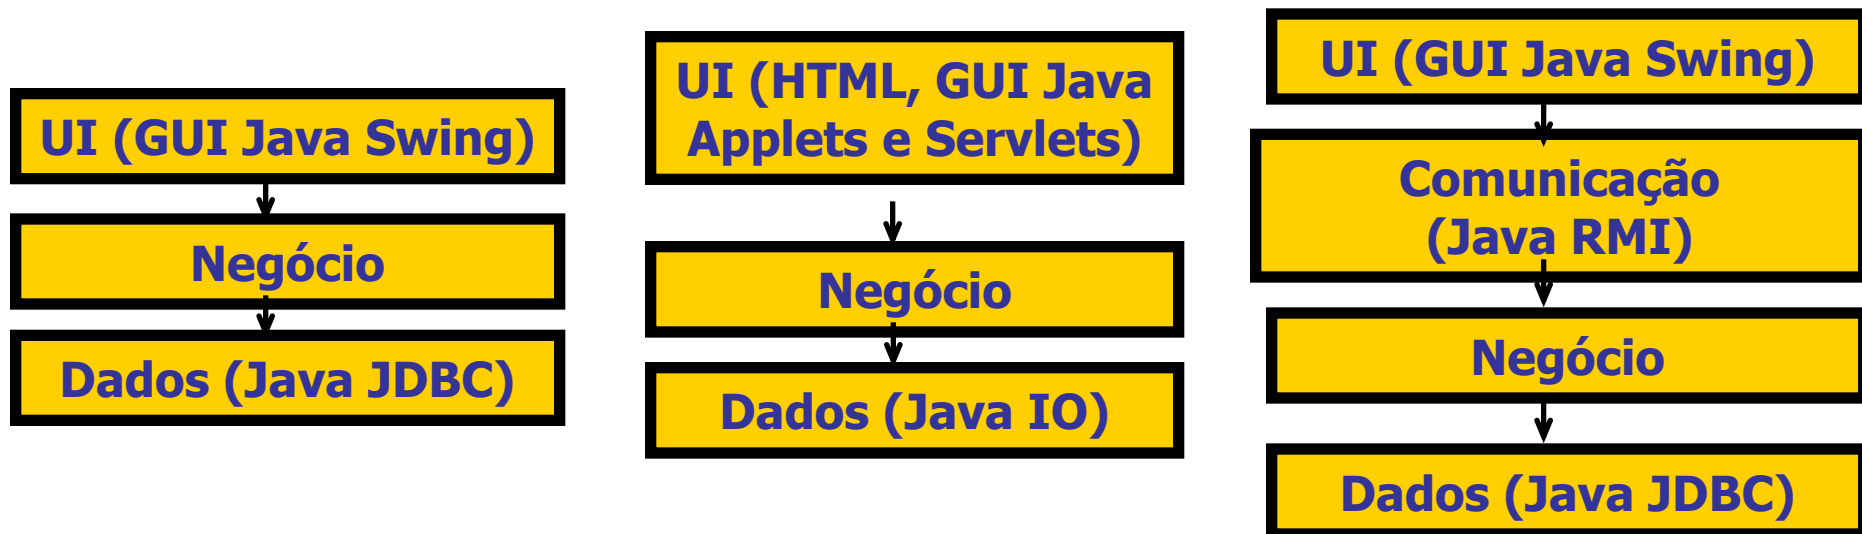 UI (GUI Java Swing)
Negócio
Dados (Java JDBC)
UI (HTML, GUI Java
Applets e Servlets)
Negócio
Dados (Java IO)
UI (GUI Java Swing)
Comunicação
(Java RMI)
Negócio
Dados (Java JDBC)